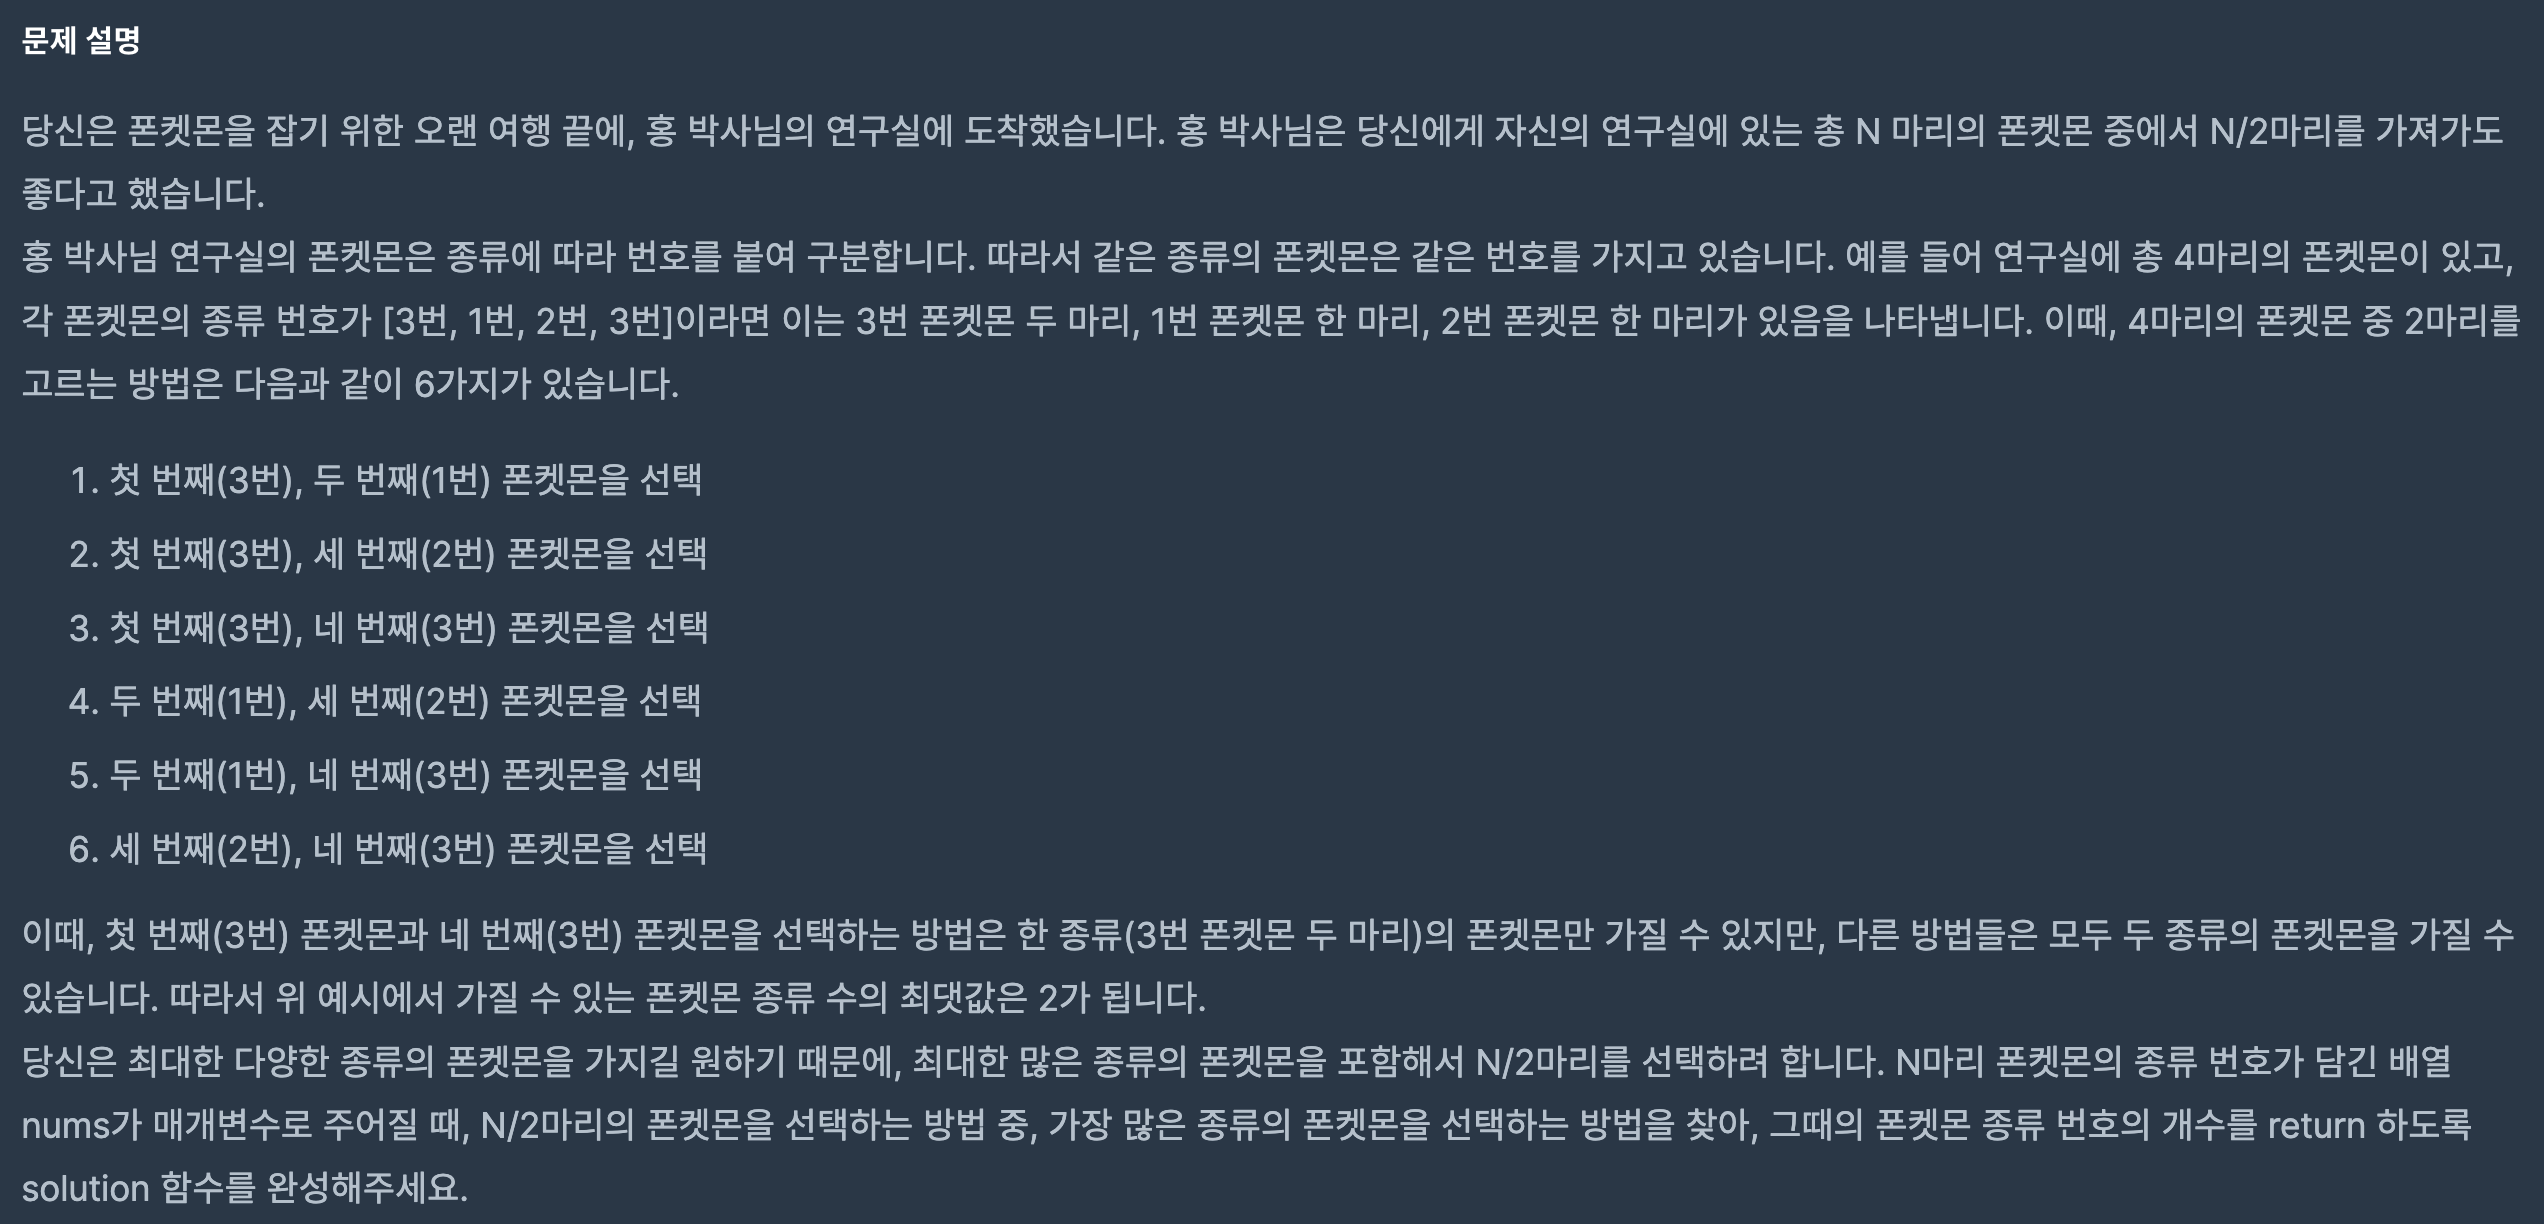 문제 설명
당신은 폰켓몬을 잡기 위한 오랜 여행 끝에, 홍 박사님의 연구실에 도착했습니다. 홍 박사님은 당신에게 자신의 연구실에 있는 총 N 마리의 폰켓몬 중에서 N/2마리를 가져가도
좋다고 했습니다.
홍 박사님 연구실의 폰켓몬은 종류에 따라 번호를 붙여 구분합니다. 따라서 같은 종류의 폰켓몬은 같은 번호를 가지고 있습니다. 예를 들어 연구실에 총 4마리의 폰켓몬이 있고,
각 폰켓몬의 종류 번호가 [3번, 1번, 2번, 3번]이라면 이는 3번 폰켓몬 두 마리, 1번 폰켓몬 한 마리, 2번 폰켓몬 한 마리가 있음을 나타냅니다. 이때, 4마리의 폰켓몬 중 2마리를
고르는 방법은 다음과 같이 6가지가 있습니다.
1. 첫 번째(3번), 두 번째(1번) 폰켓몬을 선택
2. 첫 번째(3번), 세 번째(2번) 폰켓몬을 선택
3. 첫 번째(3번), 네 번째(3번) 폰켓몬을 선택
4. 두 번째(1번), 세 번째(2번) 폰켓몬을 선택
5. 두 번째(1번), 네 번째(3번) 폰켓몬을 선택
6. 세 번째(2번), 네 번째(3번) 폰켓몬을 선택
이때, 첫 번째(3번) 폰켓몬과 네 번째(3번) 폰켓몬을 선택하는 방법은 한 종류(3번 폰켓몬 두 마리)의 폰켓몬만 가질 수 있지만, 다른 방법들은 모두 두 종류의 폰켓몬을 가질 수
있습니다. 따라서 위 예시에서 가질 수 있는 폰켓몬 종류 수의 최댓값은 2가 됩니다.
당신은 최대한 다양한 종류의 폰켓몬을 가지길 원하기 때문에, 최대한 많은 종류의 폰켓몬을 포함해서 N/2마리를 선택하려 합니다. N마리 폰켓몬의 종류 번호가 담긴 배열
nums가 매개변수로 주어질 때, N/2마리의 폰켓몬을 선택하는 방법 중, 가장 많은 종류의 폰켓몬을 선택하는 방법을 찾아, 그때의 폰켓몬 종류 번호의 개수를 return 하도록
solution 함수를 완성해주세요.